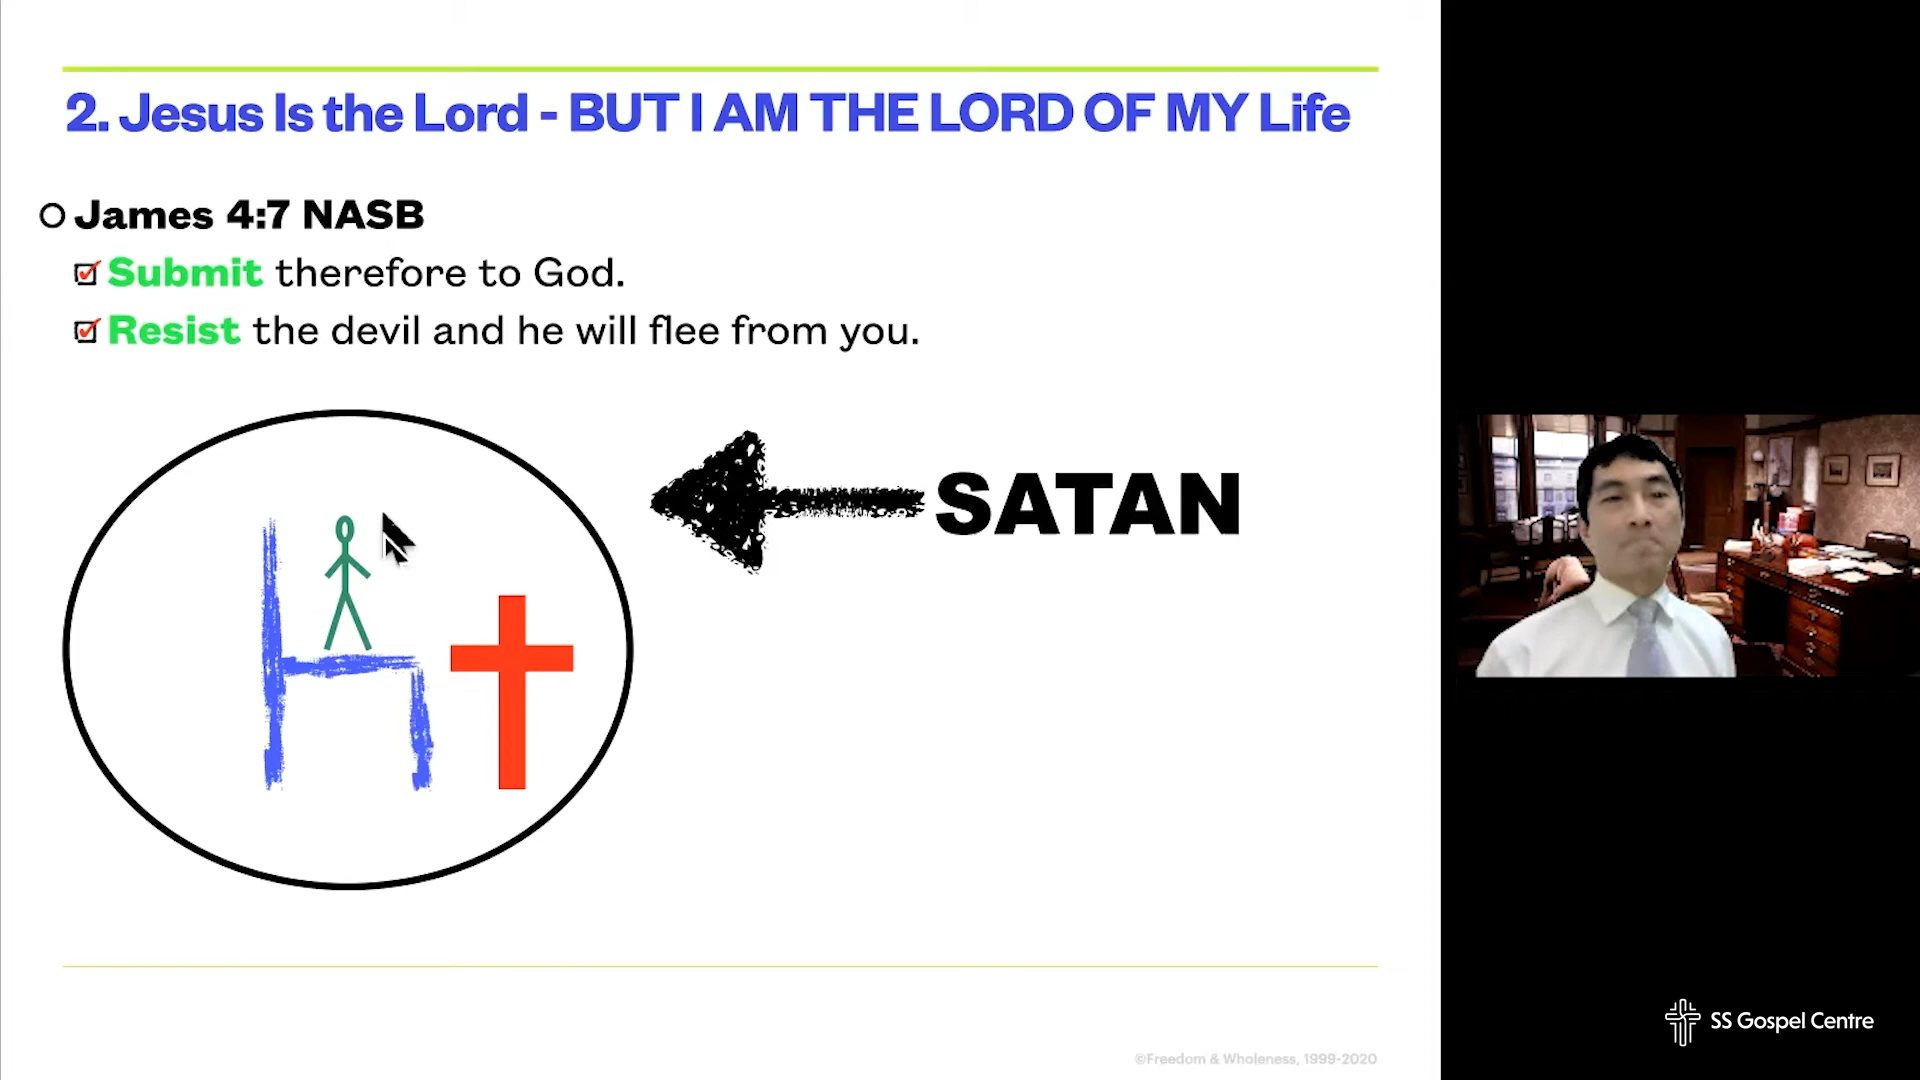 2. Jesus Is the Lord - BUT I AM THE LORD OF MY Life
James 4:7 NASB
Submit therefore to God.
Resist the devil and he will flee from you.
SATAN
SS Gospel Centre
©Freedom & Wholeness, 1999-2020